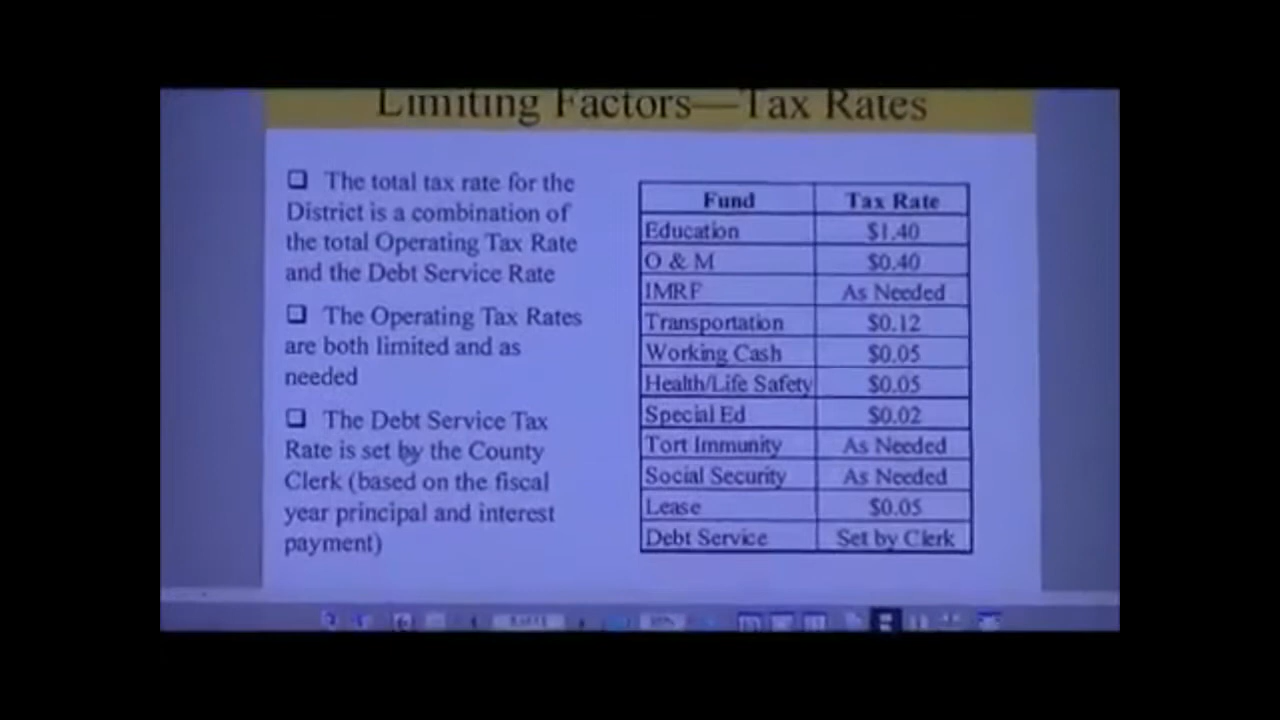 Limiting Factors—Tax Rates
❑ The total tax rate for the
District is a combination of
the total Operating Tax Rate
and the Debt Service Rate
❑ The Operating Tax Rates
are both limited and as
needed
❑ The Debt Service Tax
Rate is set by the County
Clerk (based on the fiscal
year principal and interest
payment)
Fund Tax Rate
Education $1.40
O & M $0.40
IMRF As Needed
Transportation $0.12
Working Cash $0.05
Health/Life Safety $0.05
Special Ed $0.02
Tort Immunity As Needed
Social Security As Needed
Lease $0.05
Debt Service Set by Clerk